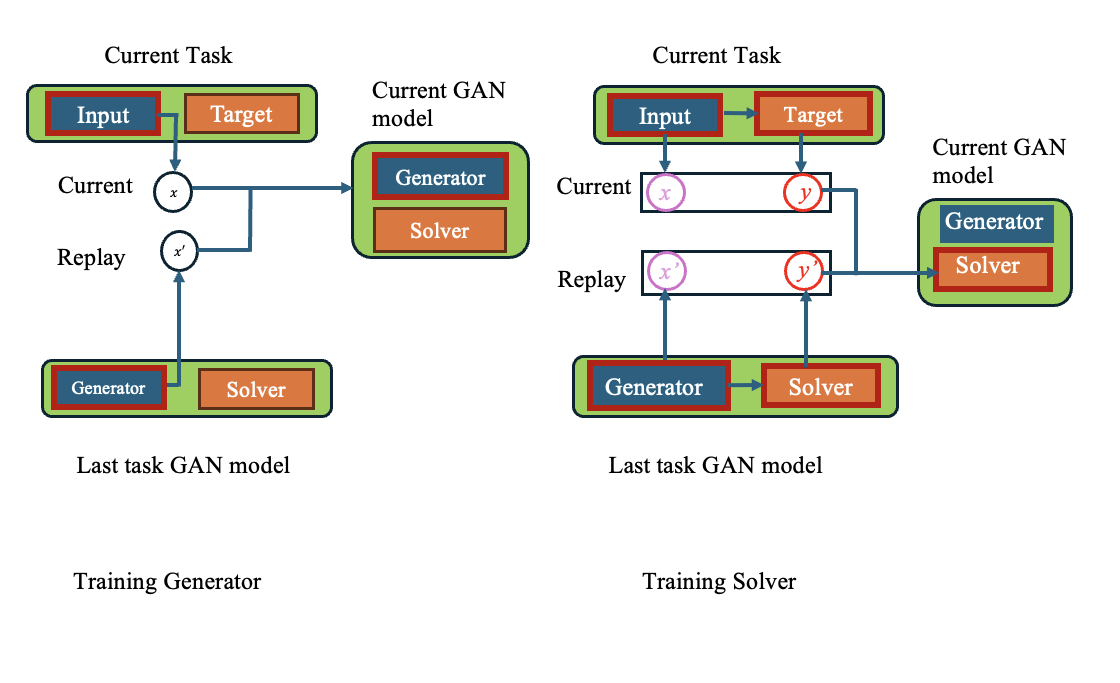 Current Task
Input
Target
Current GAN
model
Current
x
Generator
Solver
Replay
x'
Generator
Solver
Last task GAN model
Training Generator
Current Task
Input
Target
Current GAN
model
Current
x
y
Generator
Solver
Replay
x’
y’
Generator
Solver
Last task GAN model
Training Solver